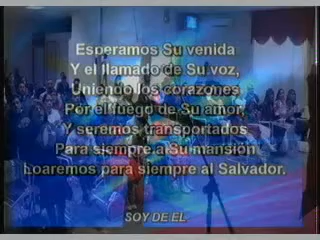 Esperamos Su venida
Y el llamado de Su voz,
Uniendo los corazones
Por el fuego de Su amor,
Y seremos transportados
Para siempre a Su mansión
Loaremos para siempre al Salvador.
SOY DE EL